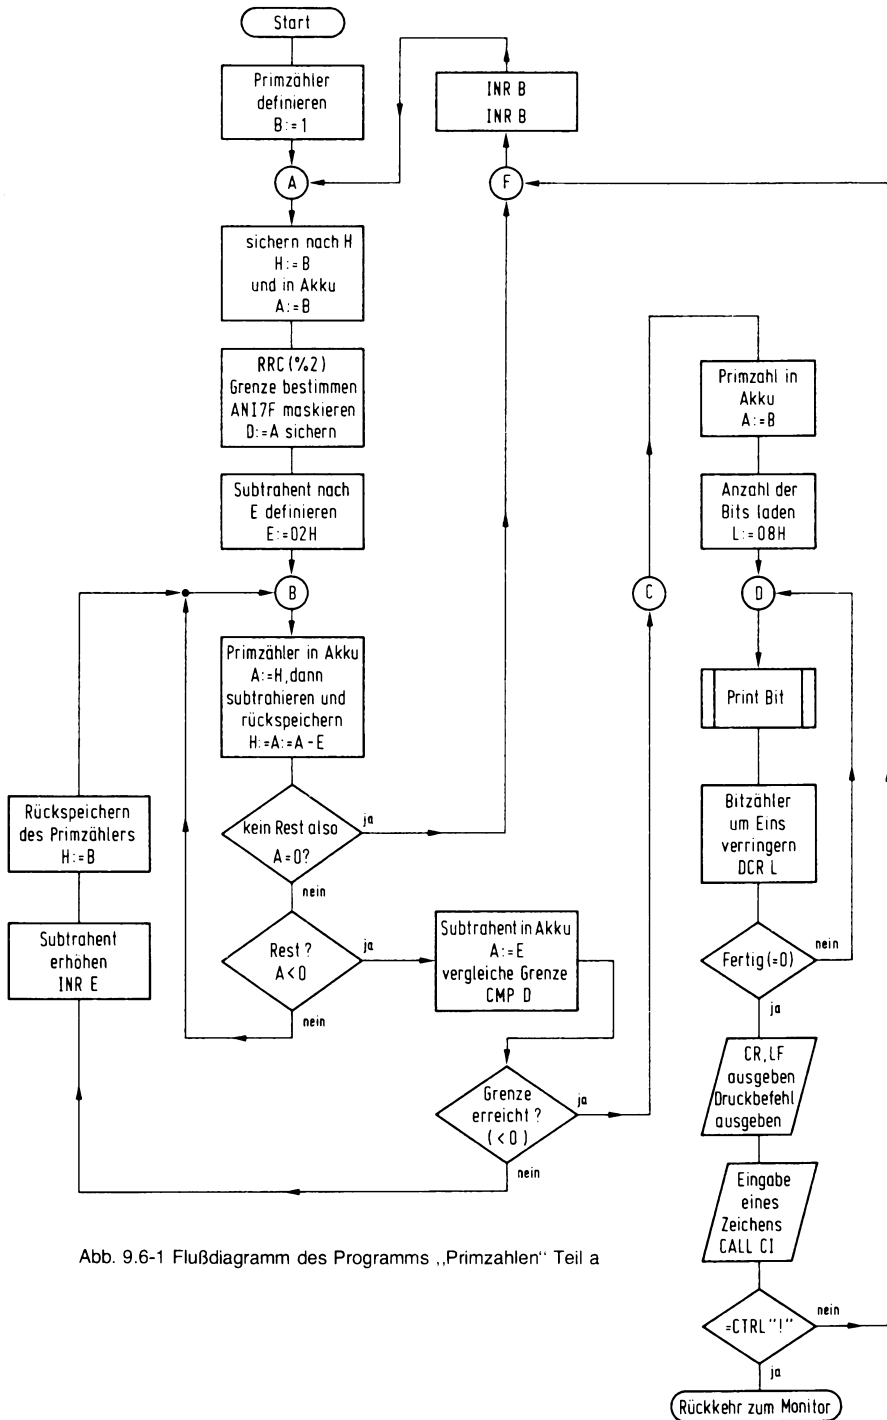 Start
Primzähler
definieren
B:=1
INR B
INR B
A
F
sichern nach H
H:=B
und in Akku
A:=B
RRC (%2)
Grenze bestimmen
ANI7F maskieren
D:=A sichern
Subtrahent nach
E definieren
E:=02H
B
Primzähler in Akku
A:=H,dann
subtrahieren und
rückspeichern
H:=A:=A-E
kein Rest also
A=0?
ja
nein
Rest?
A<0
ja
nein
Rückspeichern
des Primzählers
H:=B
Subtrahent
erhöhen
INR E
Subtrahent in Akku
A:=E
vergleiche Grenze
CMP D
Grenze
erreicht?
(<0)
ja
nein
C
Primzahl in
Akku
A:=B
Anzahl der
Bits laden
L:=08H
D
Print Bit
Bitzähler
um Eins
verringern
DCR L
Fertig(=0)
nein
ja
CR,LF
ausgeben
Druckbefehl
ausgeben
Eingabe
eines
Zeichens
CALL CI
=CTRL"!"
nein
ja
Rückkehr zum Monitor
Abb. 9.6-1 Flußdiagramm des Programms ,,Primzahlen“ Teil a